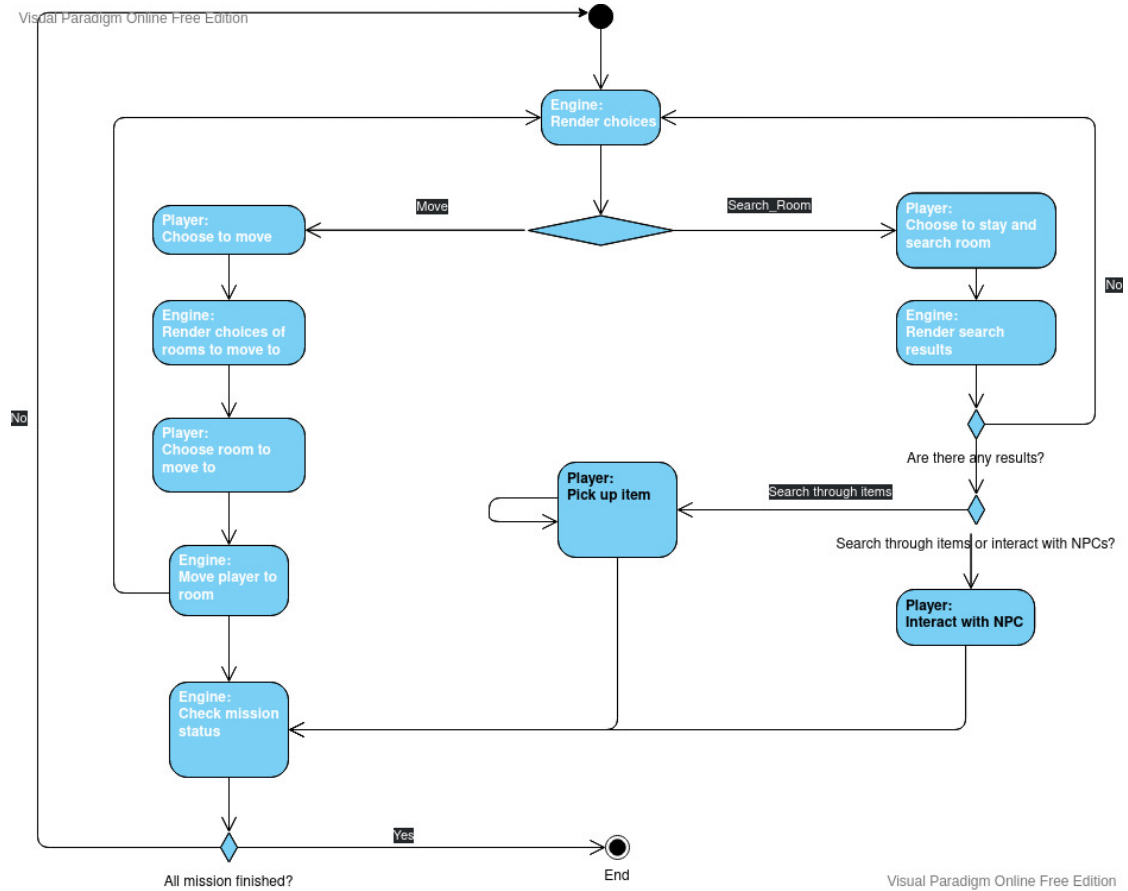 Visual Paradigm Online Free Edition
Engine:
Render choices
Move
Search_Room
Player:
Choose to move
Player:
Choose to stay and
search room
No
Engine:
Render choices of
rooms to move to
Engine:
Render search
results
No
Player:
Choose room to
move to
Are there any results?
Player:
Pick up item
Search through items
Search through items or interact with NPCs?
Engine:
Move player to
room
Player:
Interact with NPC
Engine:
Check mission
status
Yes
End
All mission finished?
Visual Paradigm Online Free Edition